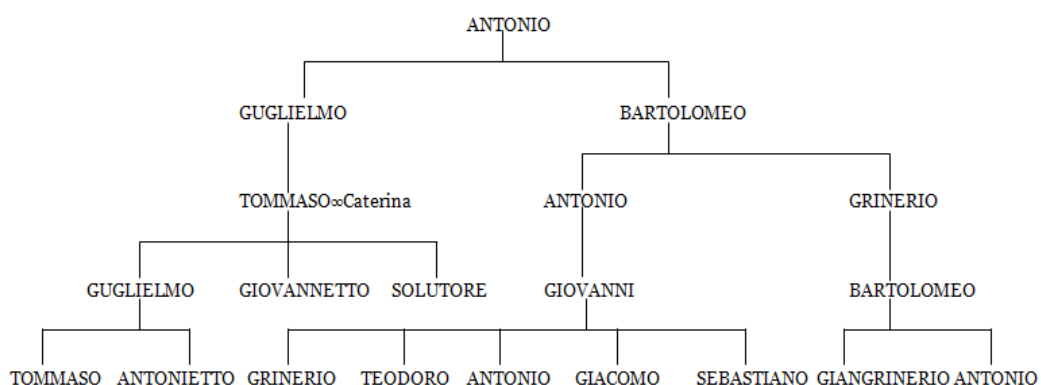 ANTONIO
GUGLIELMO BARTOLOMEO
TOMMASO∞Caterina ANTONIO GRINERIO
GUGLIELMO GIOVANNETTO SOLUTORE GIOVANNI BARTOLOMEO
TOMMASO ANTONIETTO GRINERIO TEODORO ANTONIO GIACOMO SEBASTIANO GIANGRINERIO ANTONIO